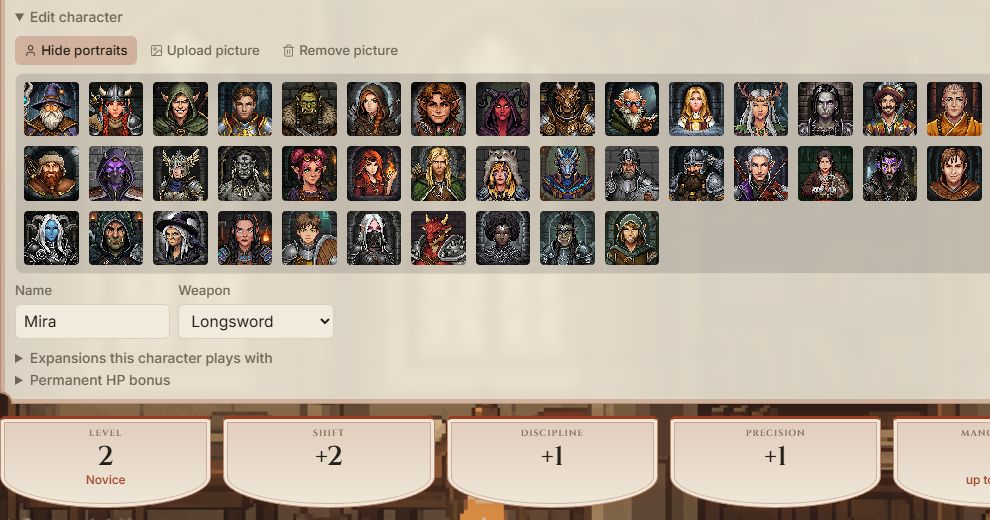 Edit character
Hide portraits Upload picture Remove picture
Name Weapon
Mira Longsword
Expansions this character plays with
Permanent HP bonus
LEVEL SHIFT DISCIPLINE PRECISION
2 +2 +1 +1
Novice up